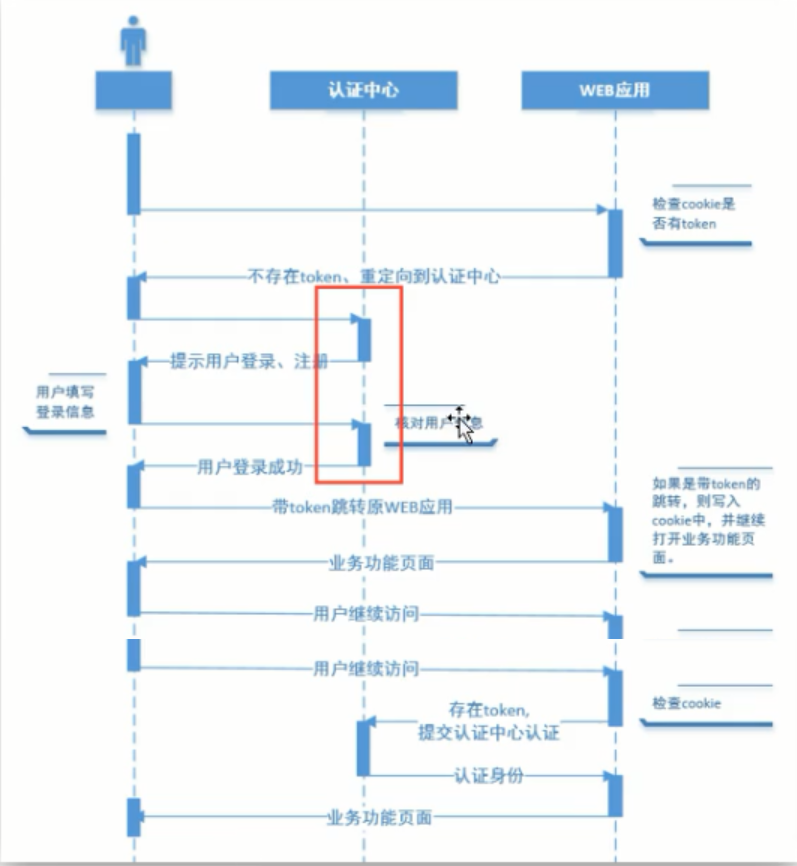 认证中心
WEB应用
检查cookie是
否有token
不存在token、重定向到认证中心
提示用户登录、注册
用户填写
登录信息
核对用户 息
用户登录成功
如果是带token的
跳转，则写入
cookie中，并继续
打开业务功能页
面。
带token跳转原WEB应用
业务功能页面
用户继续访问
用户继续访问
存在token,
提交认证中心认证
检查cookie
认证身份
业务功能页面